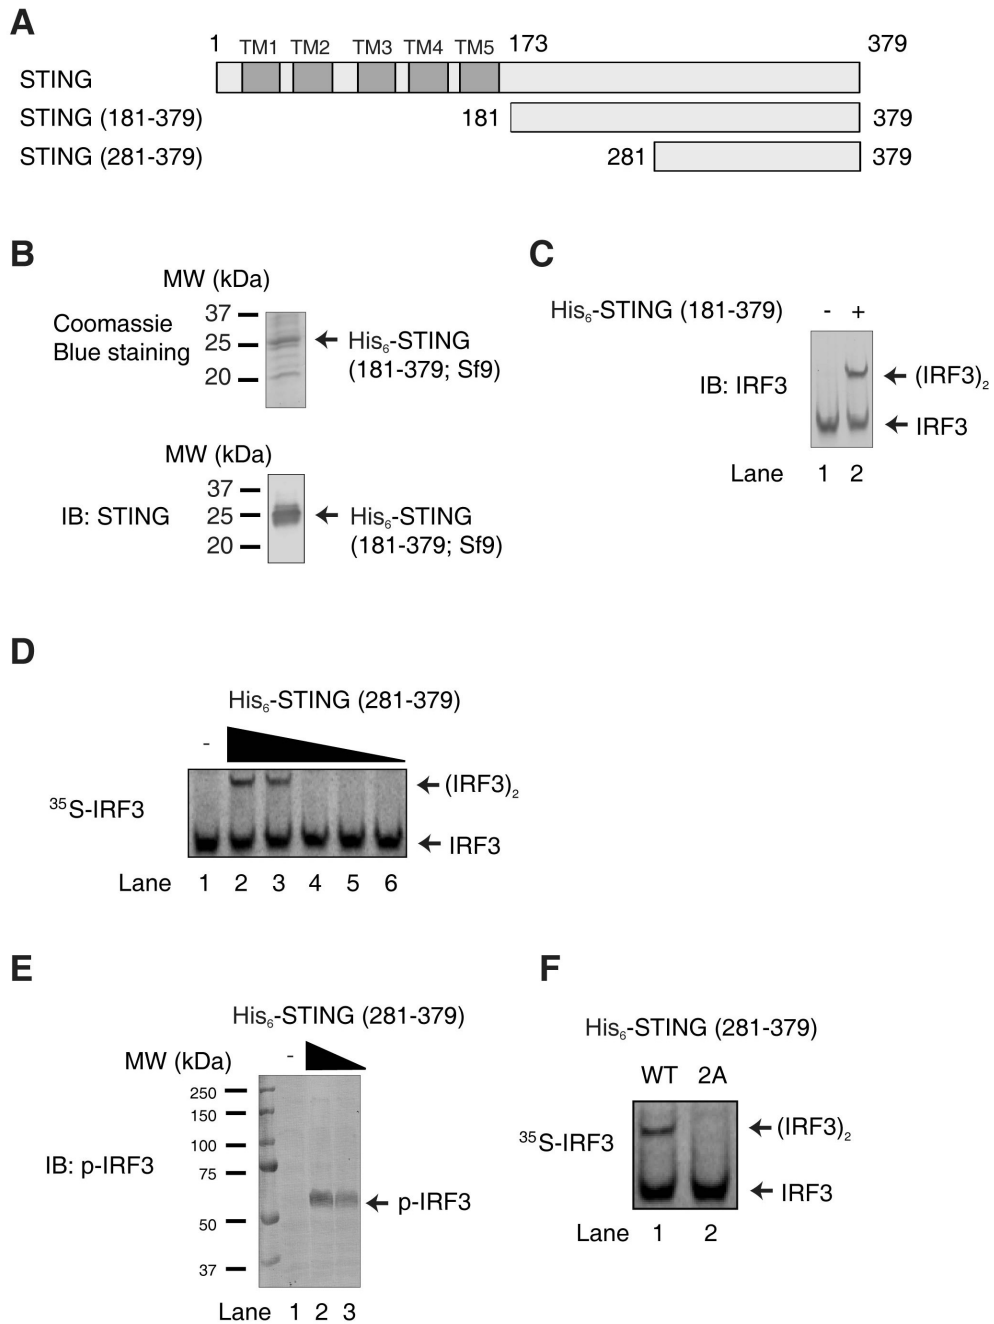 A
1 TM1 TM2 TM3 TM4 TM5 173 379
STING
STING (181-379) 181 379
STING (281-379) 281 379
B
MW (kDa)
Coomassie
Blue staining
37
25
20
His6-STING
(181-379; Sf9)
MW (kDa)
IB: STING
37
25
20
His6-STING
(181-379; Sf9)
C
His6-STING (181-379) - +
IB: IRF3
(IRF3)2
IRF3
Lane 1 2
D
His6-STING (281-379)
-
35S-IRF3
(IRF3)2
IRF3
Lane 1 2 3 4 5 6
E
His6-STING (281-379)
MW (kDa) -
250
150
100
75
50
37
IB: p-IRF3
p-IRF3
Lane 1 2 3
F
His6-STING (281-379)
WT 2A
35S-IRF3
(IRF3)2
IRF3
Lane 1 2